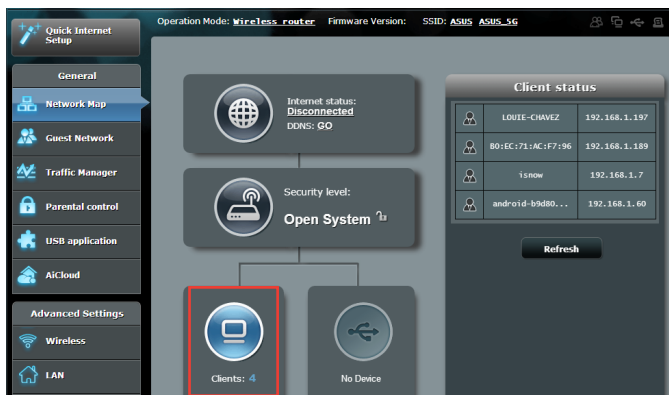 Quick Internet
Setup
Operation Mode: Wireless router Firmware Version: SSID: ASUS ASUS_5G
General
Network Map
Guest Network
Traffic Manager
Parental control
USB application
AiCloud
Advanced Settings
Wireless
LAN
Internet status:
Disconnected
DDNS: GO
Security level:
Open System
Clients: 4
No Device
Client status
LOUIE-CHAVEZ 192.168.1.197
80:EC:71:AC:F7:96 192.168.1.189
isnow 192.168.1.7
android-b9d80... 192.168.1.60
Refresh